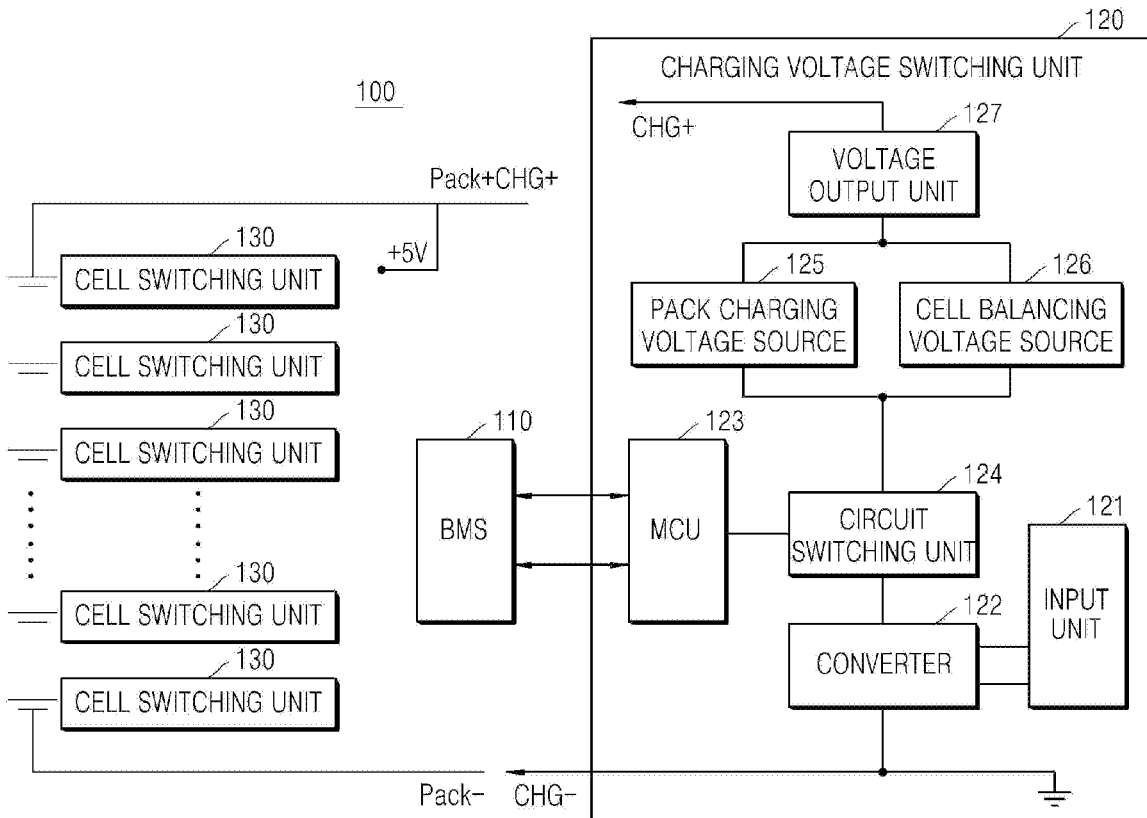 120
CHARGING VOLTAGE SWITCHING UNIT
100
CHG+
127
VOLTAGE
OUTPUT UNIT
Pack+CHG+
+5V
130
CELL SWITCHING UNIT
125
PACK CHARGING
VOLTAGE SOURCE
126
CELL BALANCING
VOLTAGE SOURCE
130
CELL SWITCHING UNIT
130
CELL SWITCHING UNIT
110
BMS
123
MCU
124
CIRCUIT
SWITCHING UNIT
121
INPUT
UNIT
130
CELL SWITCHING UNIT
122
CONVERTER
130
CELL SWITCHING UNIT
Pack-
CHG-